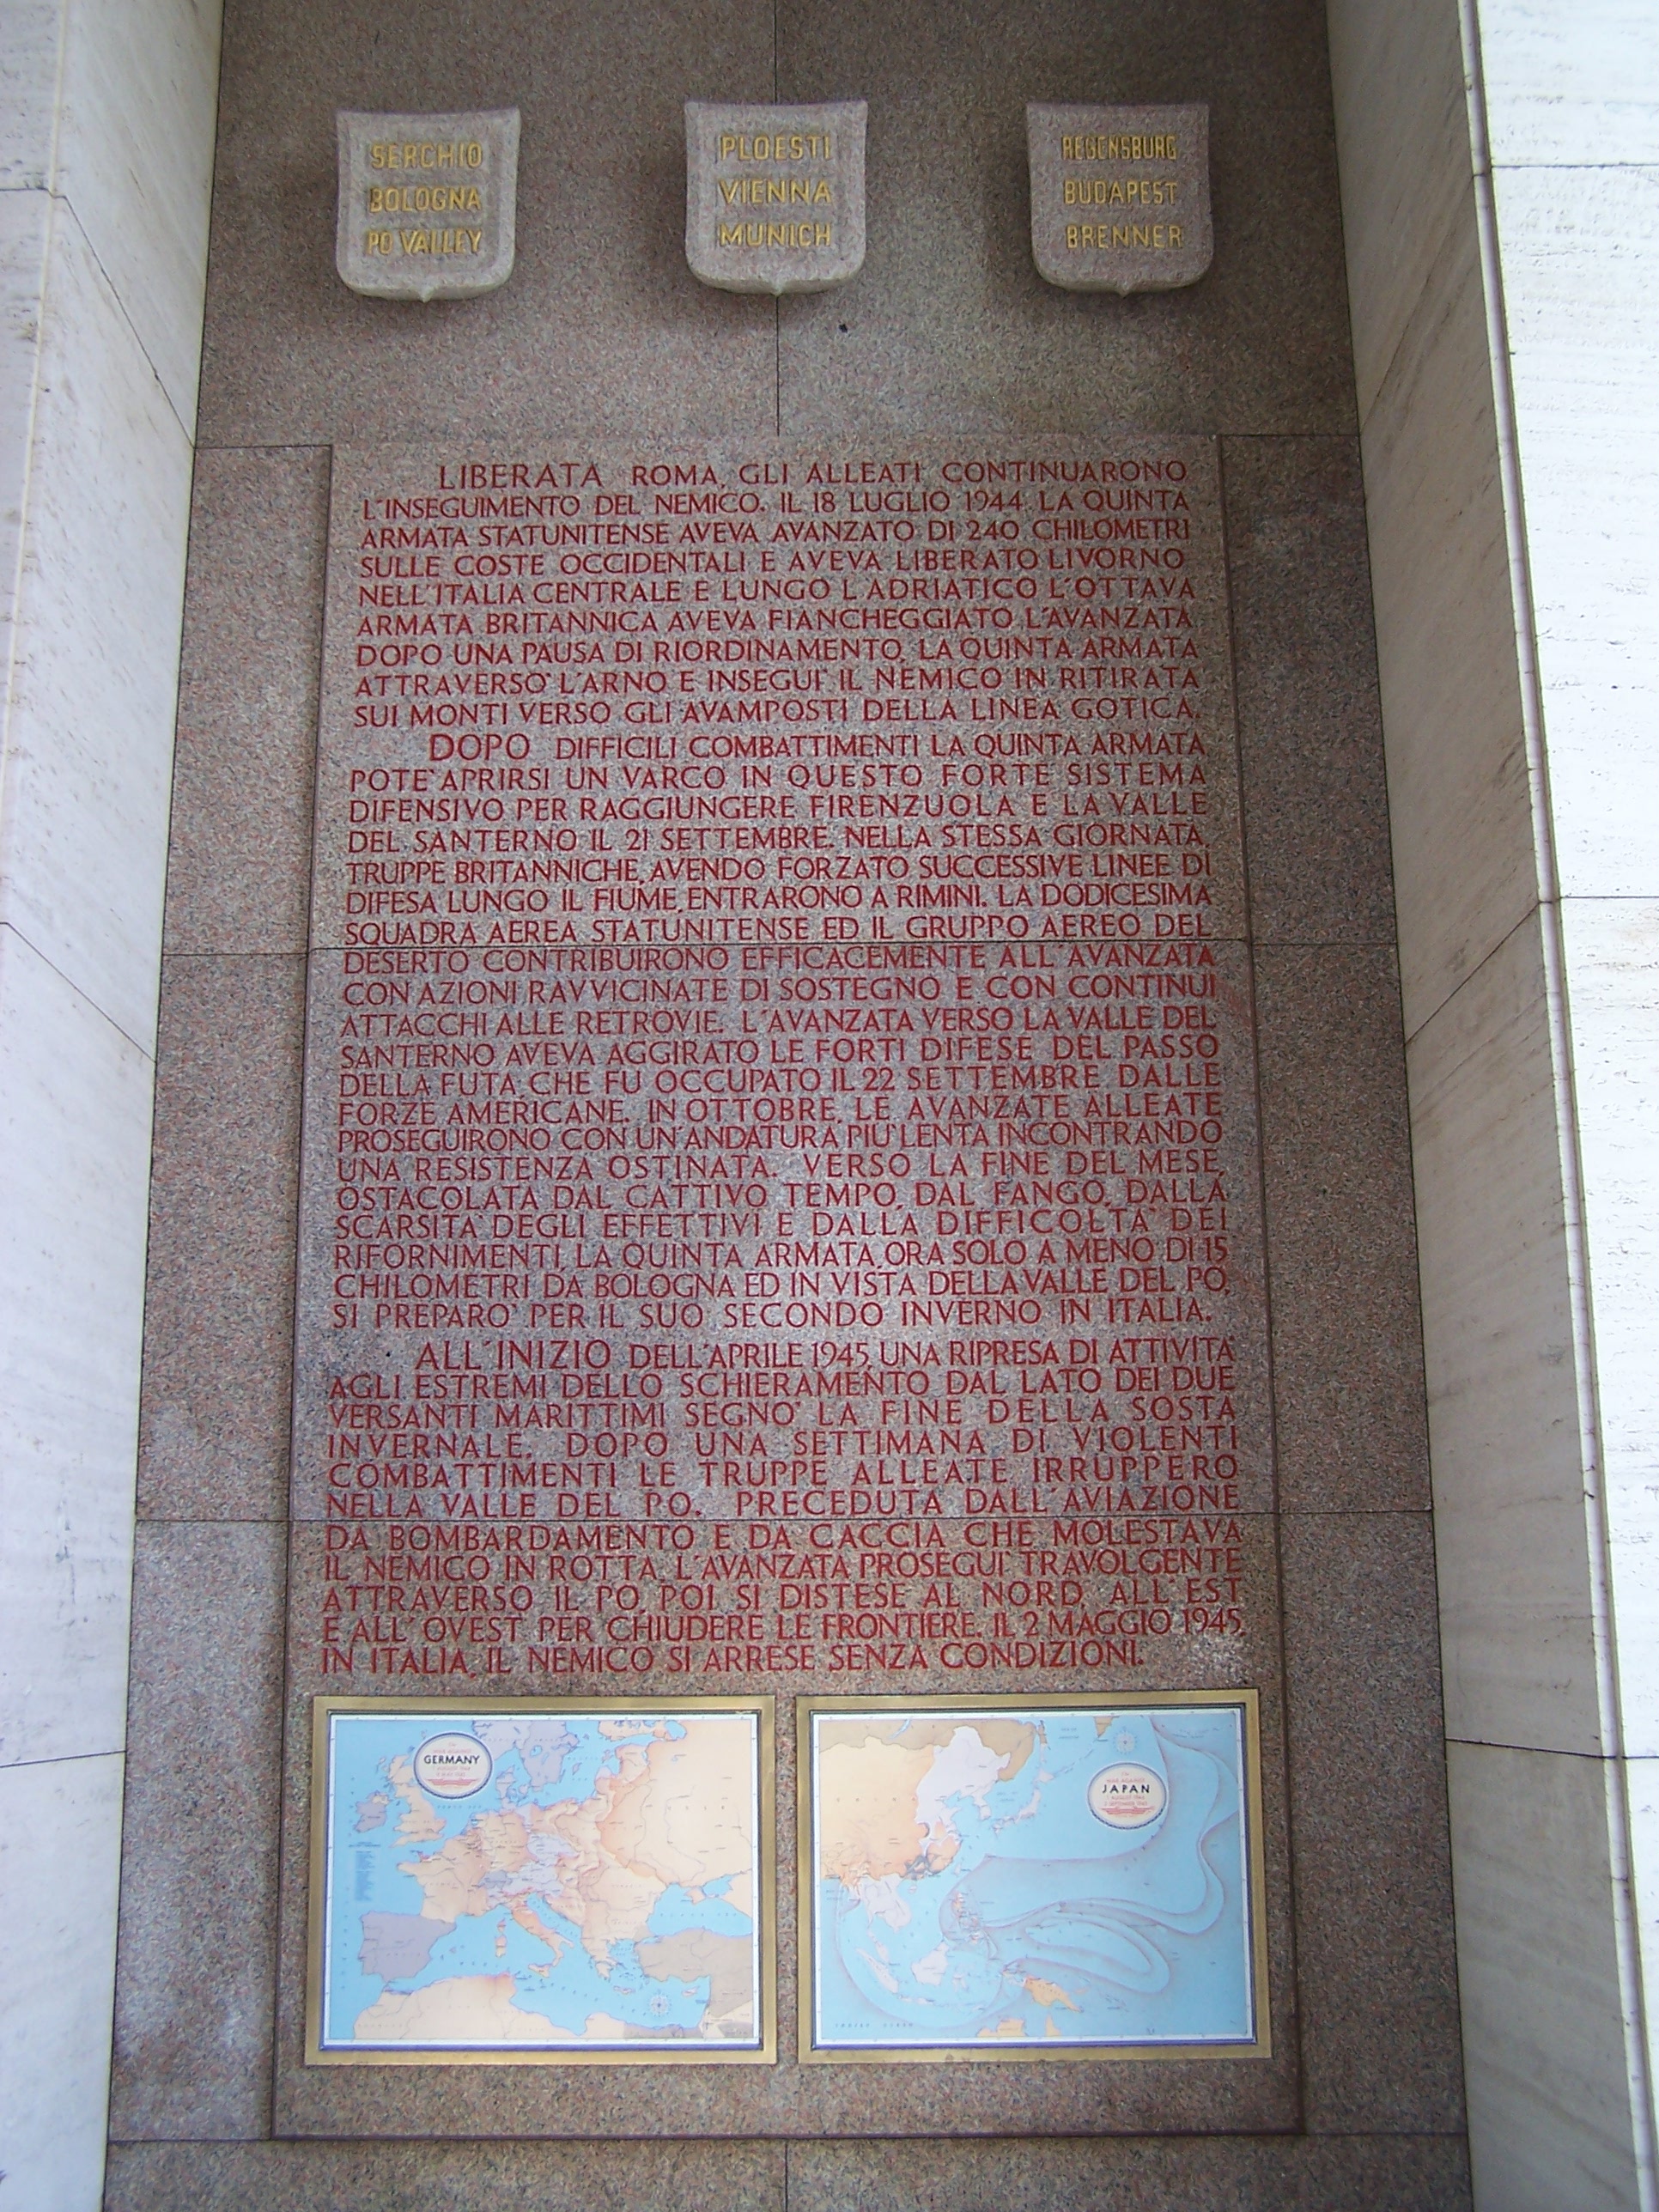 SERCHIO
BOLOGNA
PO VALLEY
PLOESTI
VIENNA
MUNICH
REGENSBURG
BUDAPEST
BRENNER
LIBERATA ROMA, GLI ALLEATI CONTINUARONO
L'INSEGUIMENTO DEL NEMICO. IL 18 LUGLIO 1944 LA QUINTA
ARMATA STATUNITENSE AVEVA AVANZATO DI 240 CHILOMETRI
SULLE COSTE OCCIDENTALI E AVEVA LIBERATO LIVORNO
NELL'ITALIA CENTRALE E LUNGO L'ADRIATICO L'OTTAVA
ARMATA BRITANNICA AVEVA FIANCHEGGIATO L'AVANZATA.
DOPO UNA PAUSA DI RIORDINAMENTO, LA QUINTA ARMATA
ATTRAVERSO' L'ARNO E INSEGUI' IL NEMICO IN RITIRATA
SUI MONTI VERSO GLI AVAMPOSTI DELLA LINEA GOTICA.
DOPO DIFFICILI COMBATTIMENTI LA QUINTA ARMATA
POTE' APRIRSI UN VARCO IN QUESTO FORTE SISTEMA
DIFENSIVO PER RAGGIUNGERE FIRENZUOLA E LA VALLE
DEL SANTERNO IL 21 SETTEMBRE. NELLA STESSA GIORNATA,
TRUPPE BRITANNICHE, AVENDO FORZATO SUCCESSIVE LINEE DI
DIFESA LUNGO IL FIUME, ENTRARONO A RIMINI. LA DODICESIMA
SQUADRA AEREA STATUNITENSE ED IL GRUPPO AEREO DEL
DESERTO CONTRIBUIRONO EFFICACEMENTE ALL'AVANZATA
CON AZIONI RAVVICINATE DI SOSTEGNO E CON CONTINUI
ATTACCHI ALLE RETROVIE. L'AVANZATA VERSO LA VALLE DEL
SANTERNO AVEVA AGGIRATO LE FORTI DIFESE DEL PASSO
DELLA FUTA, CHE FU OCCUPATO IL 22 SETTEMBRE DALLE
FORZE AMERICANE. IN OTTOBRE, LE AVANZATE ALLEATE
PROSEGUIRONO CON UN'ANDATURA PIU' LENTA INCONTRANDO
UNA RESISTENZA OSTINATA. VERSO LA FINE DEL MESE,
OSTACOLATA DAL CATTIVO TEMPO, DAL FANGO, DALLA
SCARSITA' DEGLI EFFETTIVI E DALLA DIFFICOLTA' DEI
RIFORNIMENTI, LA QUINTA ARMATA, ORA SOLO A MENO DI 15
CHILOMETRI DA BOLOGNA ED IN VISTA DELLA VALLE DEL PO,
SI PREPARO' PER IL SUO SECONDO INVERNO IN ITALIA.
ALL'INIZIO DELL'APRILE 1945, UNA RIPRESA DI ATTIVITA'
AGLI ESTREMI DELLO SCHIERAMENTO DAL LATO DEI DUE
VERSANTI MARITTIMI SEGNO' LA FINE DELLA SOSTA
INVERNALE. DOPO UNA SETTIMANA DI VIOLENTI
COMBATTIMENTI LE TRUPPE ALLEATE IRRUPPERO
NELLA VALLE DEL PO. PRECEDUTA DALL'AVIAZIONE
DA BOMBARDAMENTO E DA CACCIA CHE MOLESTAVA
IL NEMICO IN ROTTA, L'AVANZATA PROSEGUI' TRAVOLGENTE
ATTRAVERSO IL PO, POI SI DISTESE AL NORD, ALL'EST
E ALL'OVEST PER CHIUDERE LE FRONTIERE. IL 2 MAGGIO 1945,
IN ITALIA, IL NEMICO SI ARRESE SENZA CONDIZIONI.
GERMANY
JAPAN